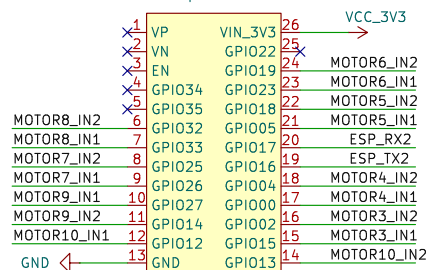 VCC_3V3
1 VP VIN_3V3 26
2 VN GPIO22 25
3 EN GPIO19 24 MOTOR6_IN2
4 GPIO34 GPIO23 23 MOTOR6_IN1
5 GPIO35 GPIO18 22 MOTOR5_IN2
MOTOR8_IN2 6 GPIO32 GPIO05 21 MOTOR5_IN1
MOTOR8_IN1 7 GPIO33 GPIO17 20 ESP_RX2
MOTOR7_IN2 8 GPIO25 GPIO16 19 ESP_TX2
MOTOR7_IN1 9 GPIO26 GPIO04 18 MOTOR4_IN2
MOTOR9_IN1 10 GPIO27 GPIO00 17 MOTOR4_IN1
MOTOR9_IN2 11 GPIO14 GPIO02 16 MOTOR3_IN2
MOTOR10_IN1 12 GPIO12 GPIO15 15 MOTOR3_IN1
GND 13 GND GPIO13 14 MOTOR10_IN2